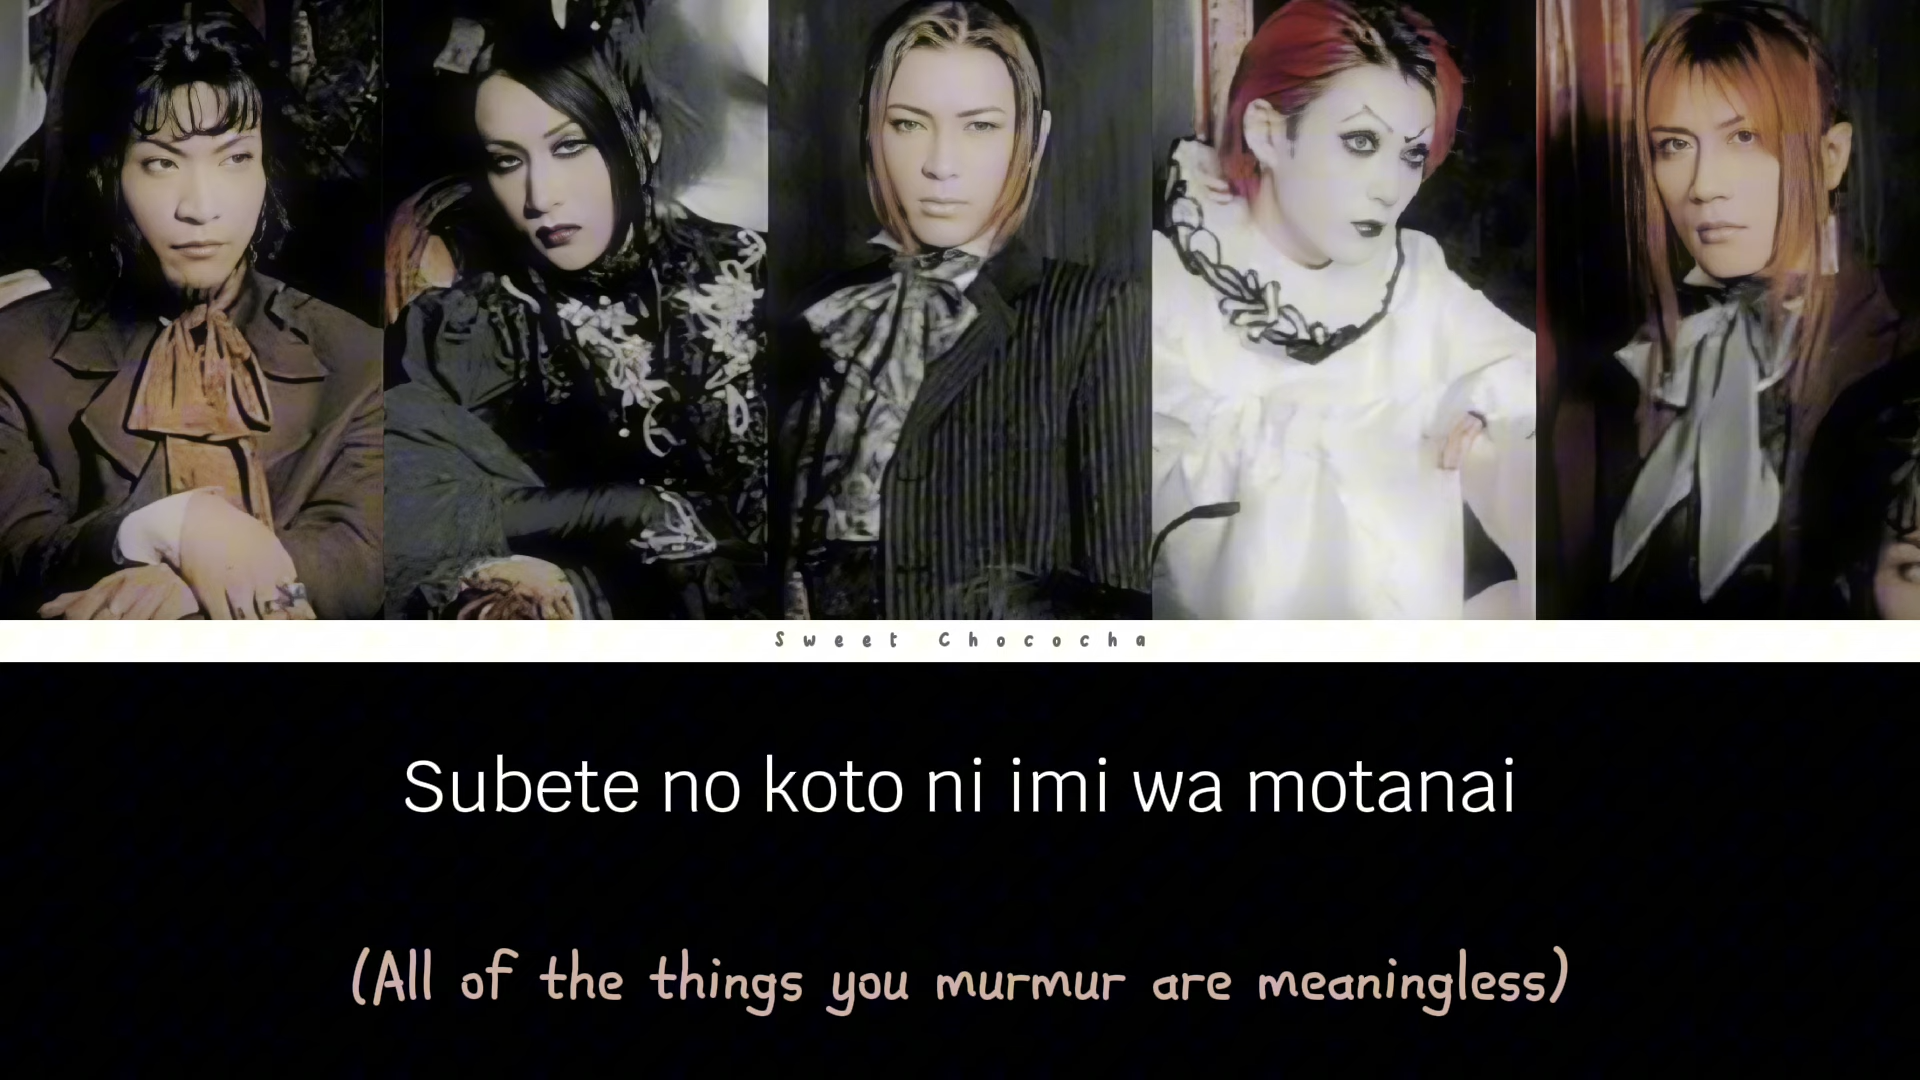 Sweet Chococha
Subete no koto ni imi wa motanai
(All of the things you murmur are meaningless)